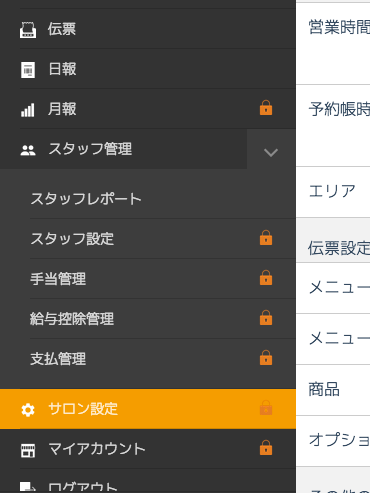 伝票
日報
月報
スタッフ管理
スタッフレポート
スタッフ設定
手当管理
給与控除管理
支払管理
サロン設定
マイアカウント
ログアウト
営業時間
予約帳時
エリア
伝票設定
メニュー
メニュー
商品
オプショ
その他の